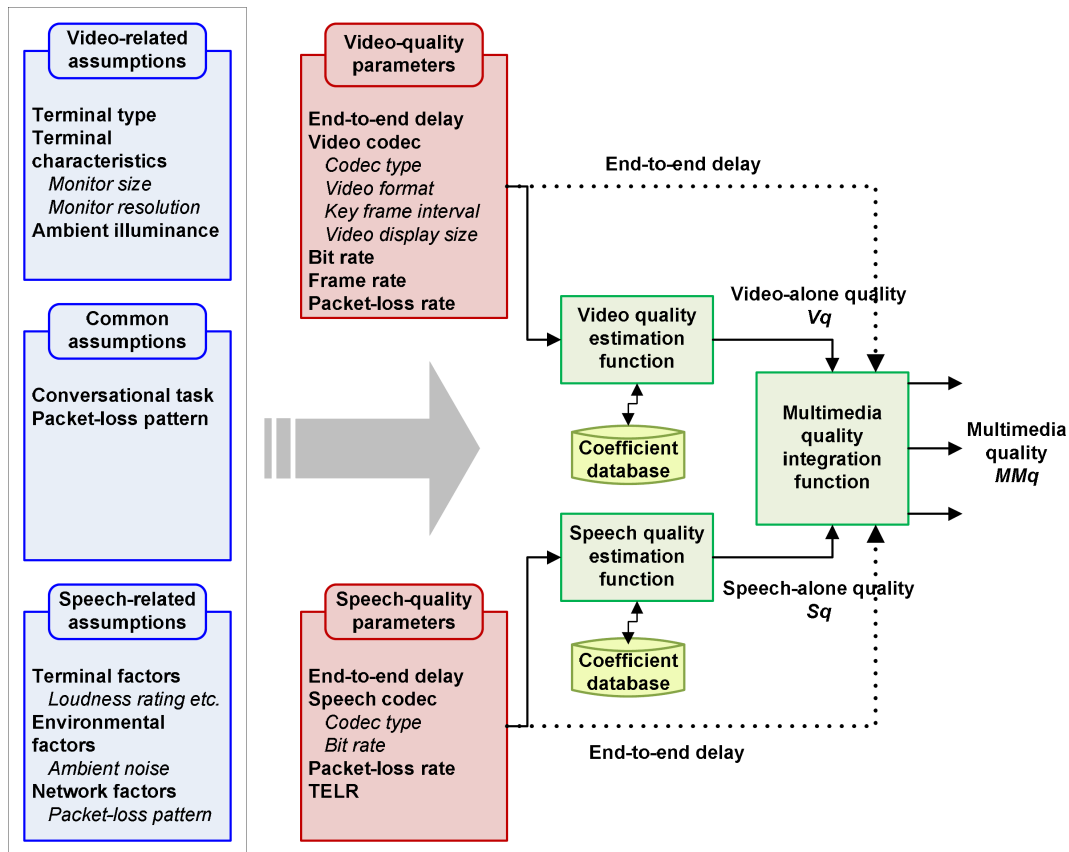 Video-related
assumptions
Terminal type
Terminal
characteristics
Monitor size
Monitor resolution
Ambient illuminance
Common
assumptions
Conversational task
Packet-loss pattern
Speech-related
assumptions
Terminal factors
Loudness rating etc.
Environmental
factors
Ambient noise
Network factors
Packet-loss pattern
Video-quality
parameters
End-to-end delay
Video codec
Codec type
Video format
Key frame interval
Video display size
Bit rate
Frame rate
Packet-loss rate
Speech-quality
parameters
End-to-end delay
Speech codec
Codec type
Bit rate
Packet-loss rate
TELR
End-to-end delay
Video quality
estimation
function
Coefficient
database
Video-alone quality
Vq
Speech quality
estimation
function
Coefficient
database
Speech-alone quality
Sq
End-to-end delay
Multimedia
quality
integration
function
Multimedia
quality
MMq